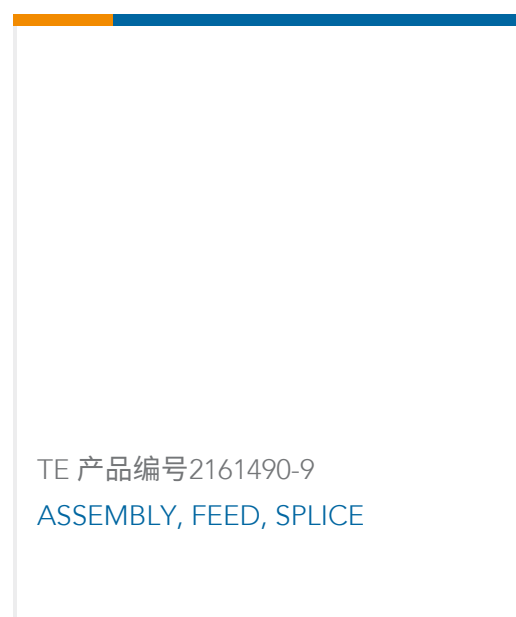 TE 产品编号2161490-9
ASSEMBLY, FEED, SPLICE